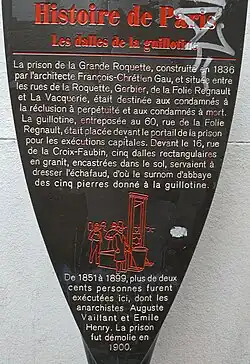 Histoire de Paris
Les dalles de la guillotine
La prison de la Grande Roquette, construite en 1836
par l'architecte François-Chrétien Gau, et située entre
les rues de la Roquette, Gerbier, de la Folie Regnault
et La Vacquerie, était destinée aux condamnés à
la réclusion à perpétuité et aux condamnés à mort.
La guillotine, entreposée au 60, rue de la Folie
Regnault, était placée devant le portail de la prison
pour les exécutions capitales. Devant le 16, rue
de la Croix-Faubin, cinq dalles rectangulaires
en granit, encastrées dans le sol, servaient à
dresser l'échafaud, d'où le surnom d'abbaye
des cinq pierres donné à la guillotine.
De 1851 à 1899, plus de deux
cents personnes furent
exécutées ici, dont les
anarchistes Auguste
Vaillant et Emile
Henry. La prison
fut démolie en
1900.